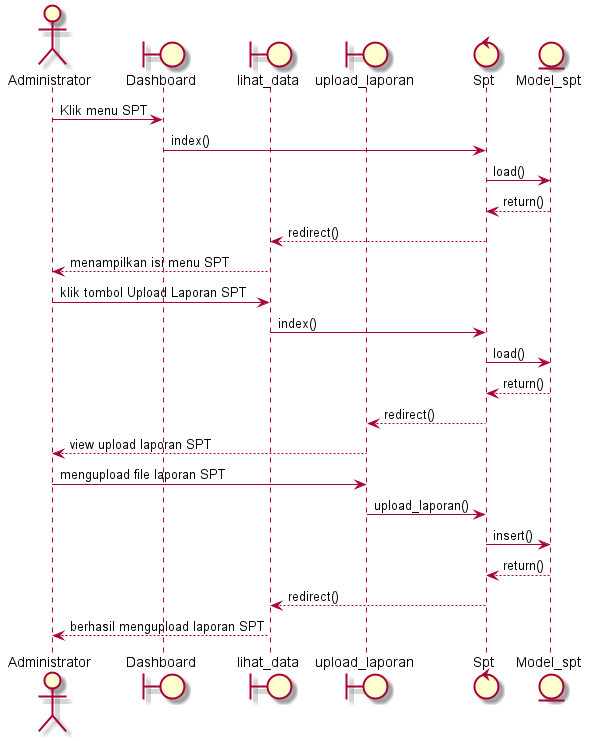 Administrator Dashboard lihat_data upload_laporan Spt Model_spt
Klik menu SPT
index()
load()
return()
redirect()
menampilkan isi menu SPT
klik tombol Upload Laporan SPT
index()
load()
return()
redirect()
view upload laporan SPT
mengupload file laporan SPT
upload_laporan()
insert()
return()
redirect()
berhasil mengupload laporan SPT
Administrator Dashboard lihat_data upload_laporan Spt Model_spt